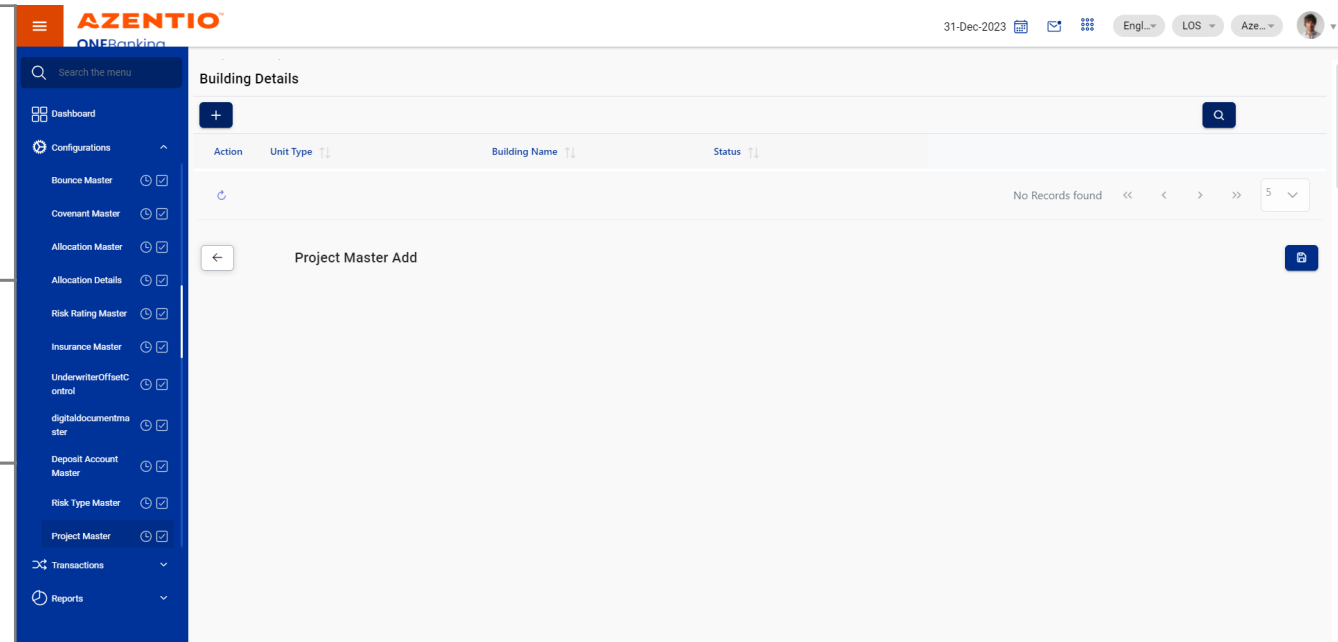 AZENTIO
ONEBanking
31-Dec-2023
Engl...
LOS
Aze...
Search the menu
Dashboard
Configurations
Bounce Master
Covenant Master
Allocation Master
Allocation Details
Risk Rating Master
Insurance Master
UnderwriterOffsetC
ontrol
digitaldocumentma
ster
Deposit Account
Master
Risk Type Master
Project Master
Transactions
Reports
Building Details
Action Unit Type Building Name Status
No Records found 5
Project Master Add